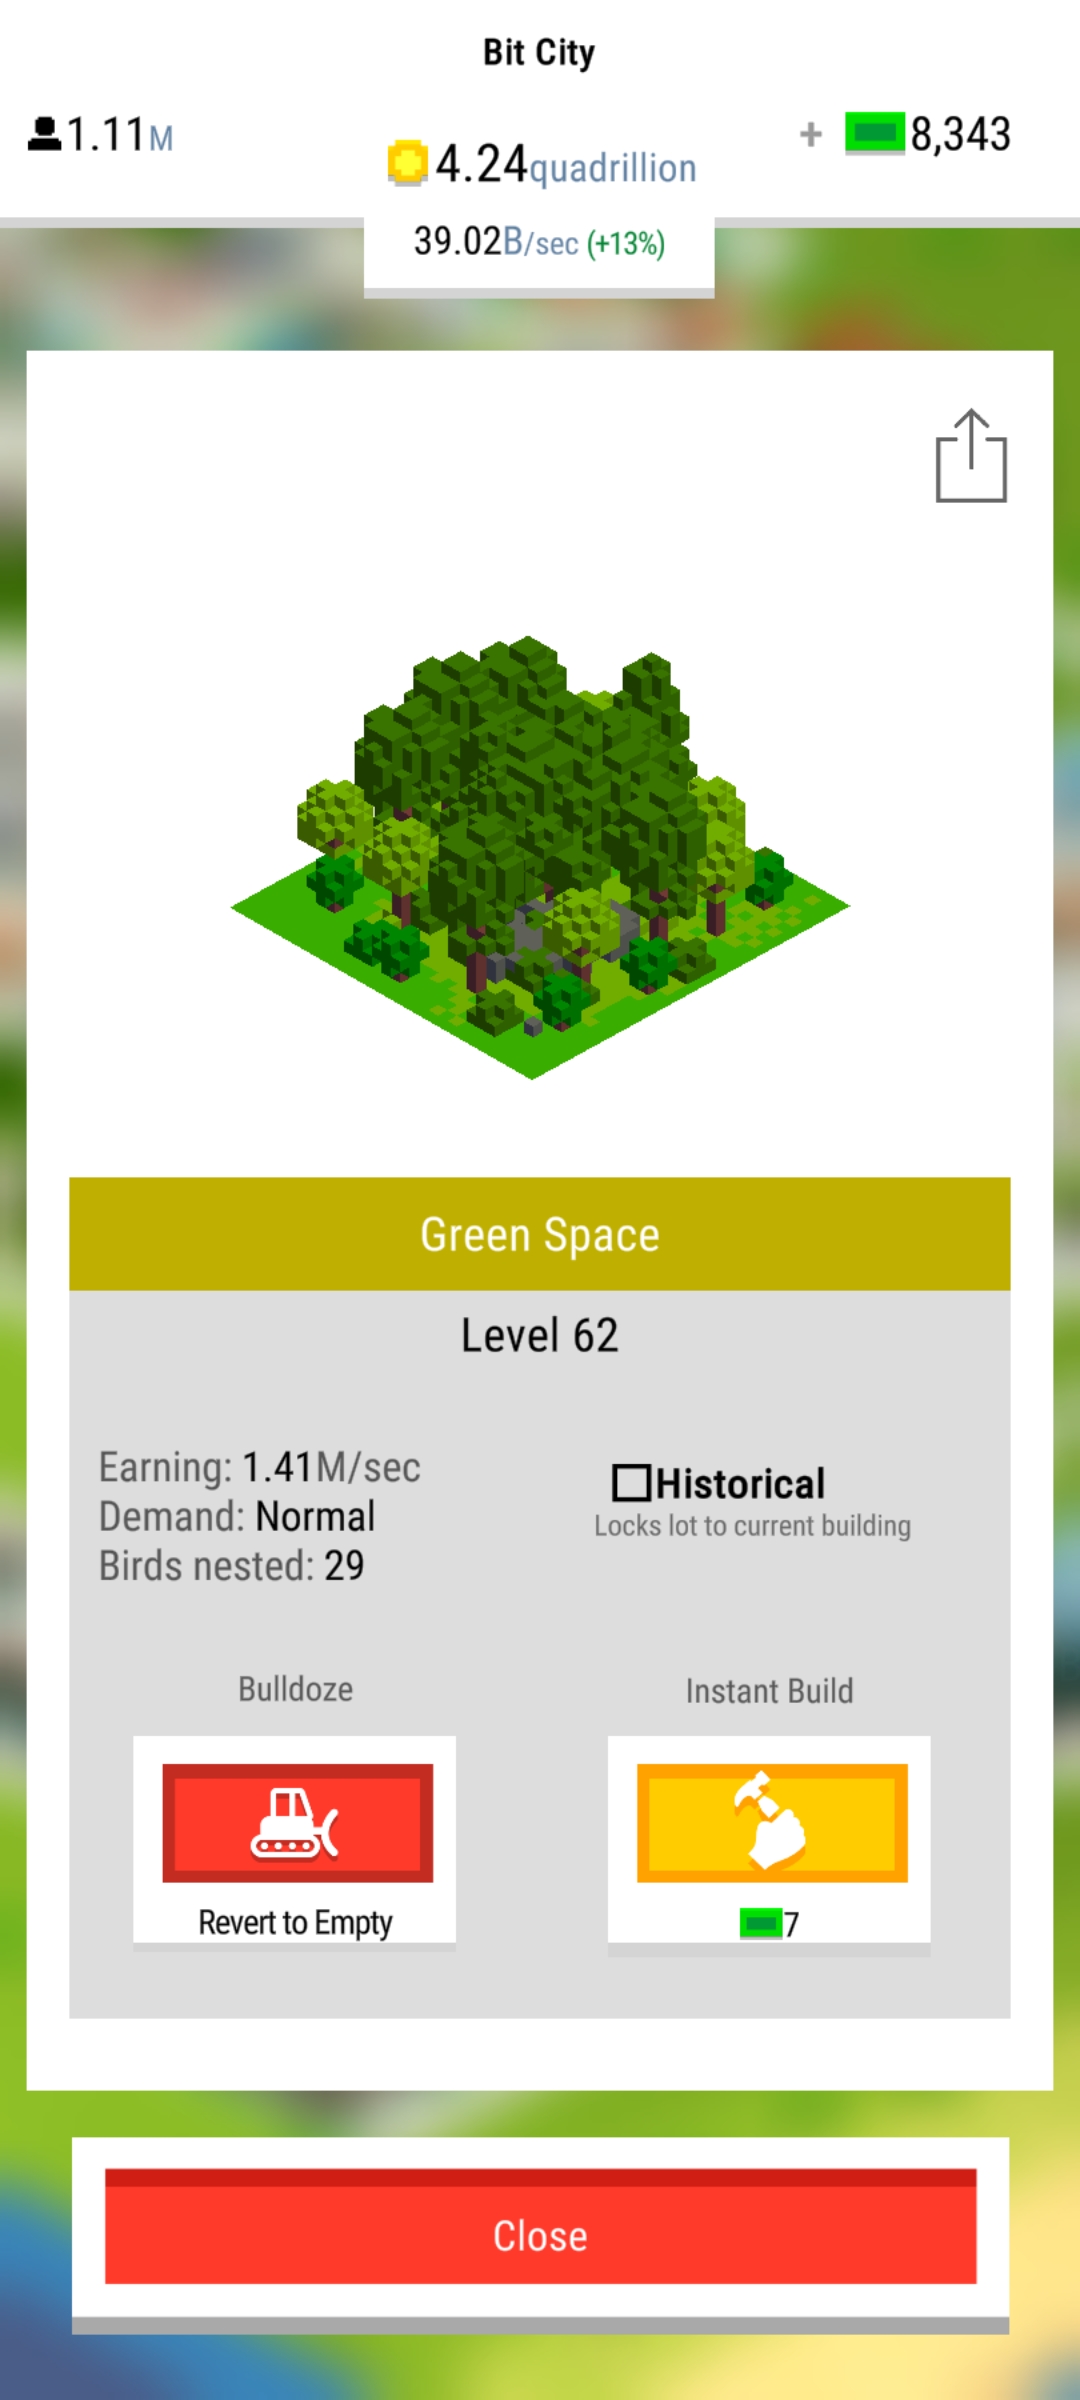 Bit City
1.11M
4.24quadrillion
+ 8,343
39.02B/sec (+13%)
Green Space
Level 62
Earning: 1.41M/sec
Demand: Normal
Birds nested: 29
Historical
Locks lot to current building
Bulldoze
Revert to Empty
Instant Build
7
Close